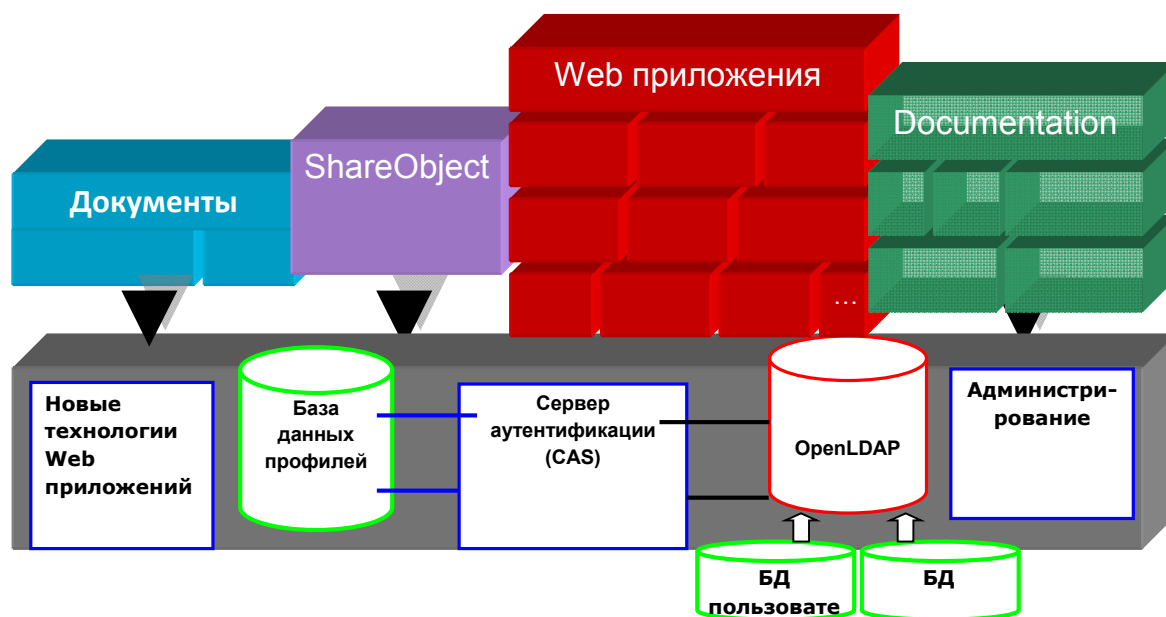 Web приложения
Documentation
ShareObject
Документы
...
Новые
технологии
Web
приложений
База
данных
профилей
Сервер
аутентификации
(CAS)
OpenLDAP
Администри-
рование
БД
пользовате
БД